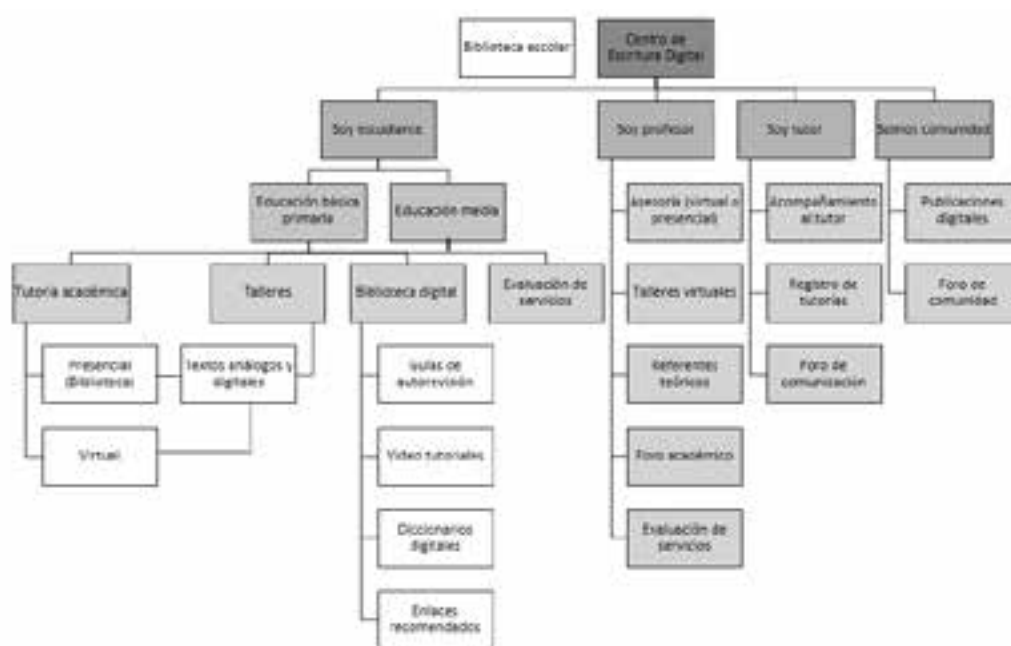 Biblioteca escolar
Centro de
Escritura Digital
Soy estudiante
Soy profesor
Soy tutor
Somos comunidad
Educación básica
primaria
Educación media
Asesoría (virtual o
presencial)
Acompañamiento
al tutor
Publicaciones
digitales
Tutoría académica
Talleres
Biblioteca digital
Evaluación de
servicios
Talleres virtuales
Registro de
tutorías
Foro de
comunidad
Presencial
(Biblioteca)
Textos análogos y
digitales
Guías de
autorevisión
Referentes
teóricos
Foro de
comunicación
Virtual
Video tutoriales
Foro académico
Diccionarios
digitales
Evaluación de
servicios
Enlaces
recomendados